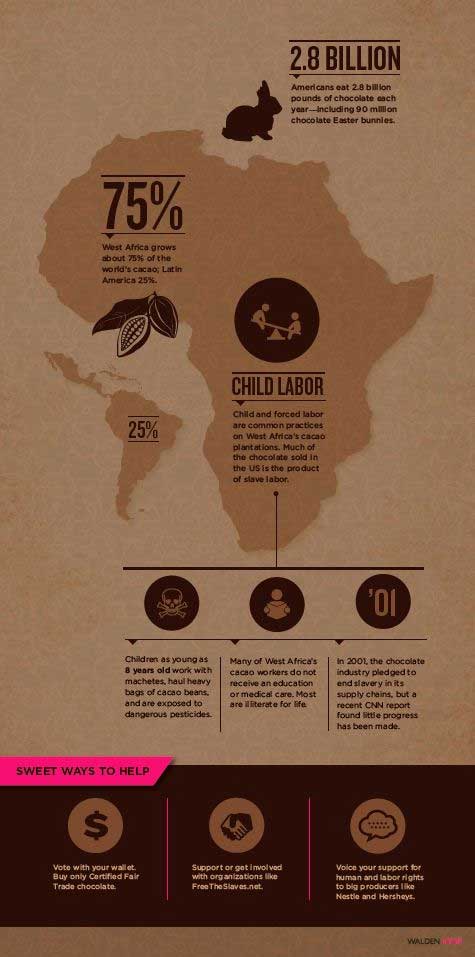 2.8 BILLION
Americans eat 2.8 billion
pounds of chocolate each
year—including 90 million
chocolate Easter bunnies.
75%
West Africa grows
about 75% of the
world's cacao; Latin
America 25%.
CHILD LABOR
Child and forced labor
are common practices
on West Africa's cacao
plantations. Much of
the chocolate sold in
the US is the product
of slave labor.
25%
'01
Children as young as
8 years old work with
machetes, haul heavy
bags of cacao beans,
and are exposed to
dangerous pesticides.
Many of West Africa's
cacao workers do not
receive an education
or medical care. Most
are illiterate for life.
In 2001, the chocolate
industry pledged to
end slavery in its
supply chains, but a
recent CNN report
found little progress
has been made.
SWEET WAYS TO HELP
$
Vote with your wallet.
Buy only Certified Fair
Trade chocolate.
Support or get involved
with organizations like
FreeTheSlaves.net.
Voice your support for
human and labor rights
to big producers like
Nestle and Hersheys.
WALDEN